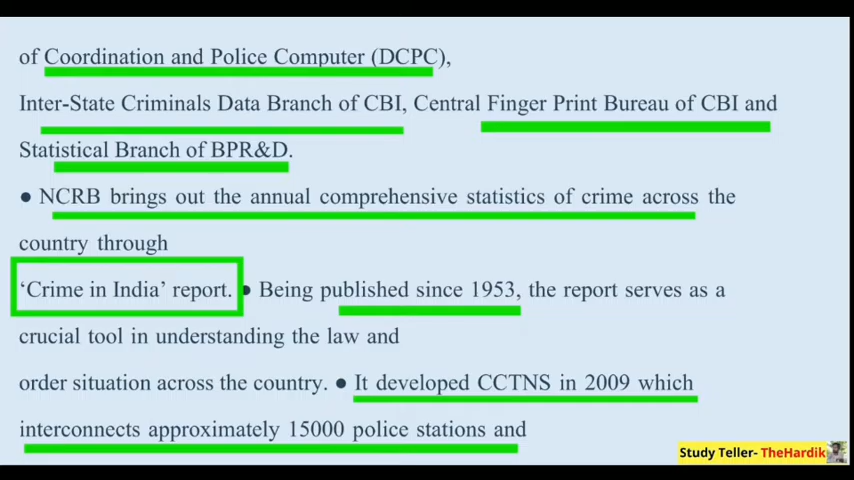 of Coordination and Police Computer (DCPC),
Inter-State Criminals Data Branch of CBI, Central Finger Print Bureau of CBI and
Statistical Branch of BPR&D.
● NCRB brings out the annual comprehensive statistics of crime across the
country through
‘Crime in India’ report. ● Being published since 1953, the report serves as a
crucial tool in understanding the law and
order situation across the country. ● It developed CCTNS in 2009 which
interconnects approximately 15000 police stations and
Study Teller- TheHardik